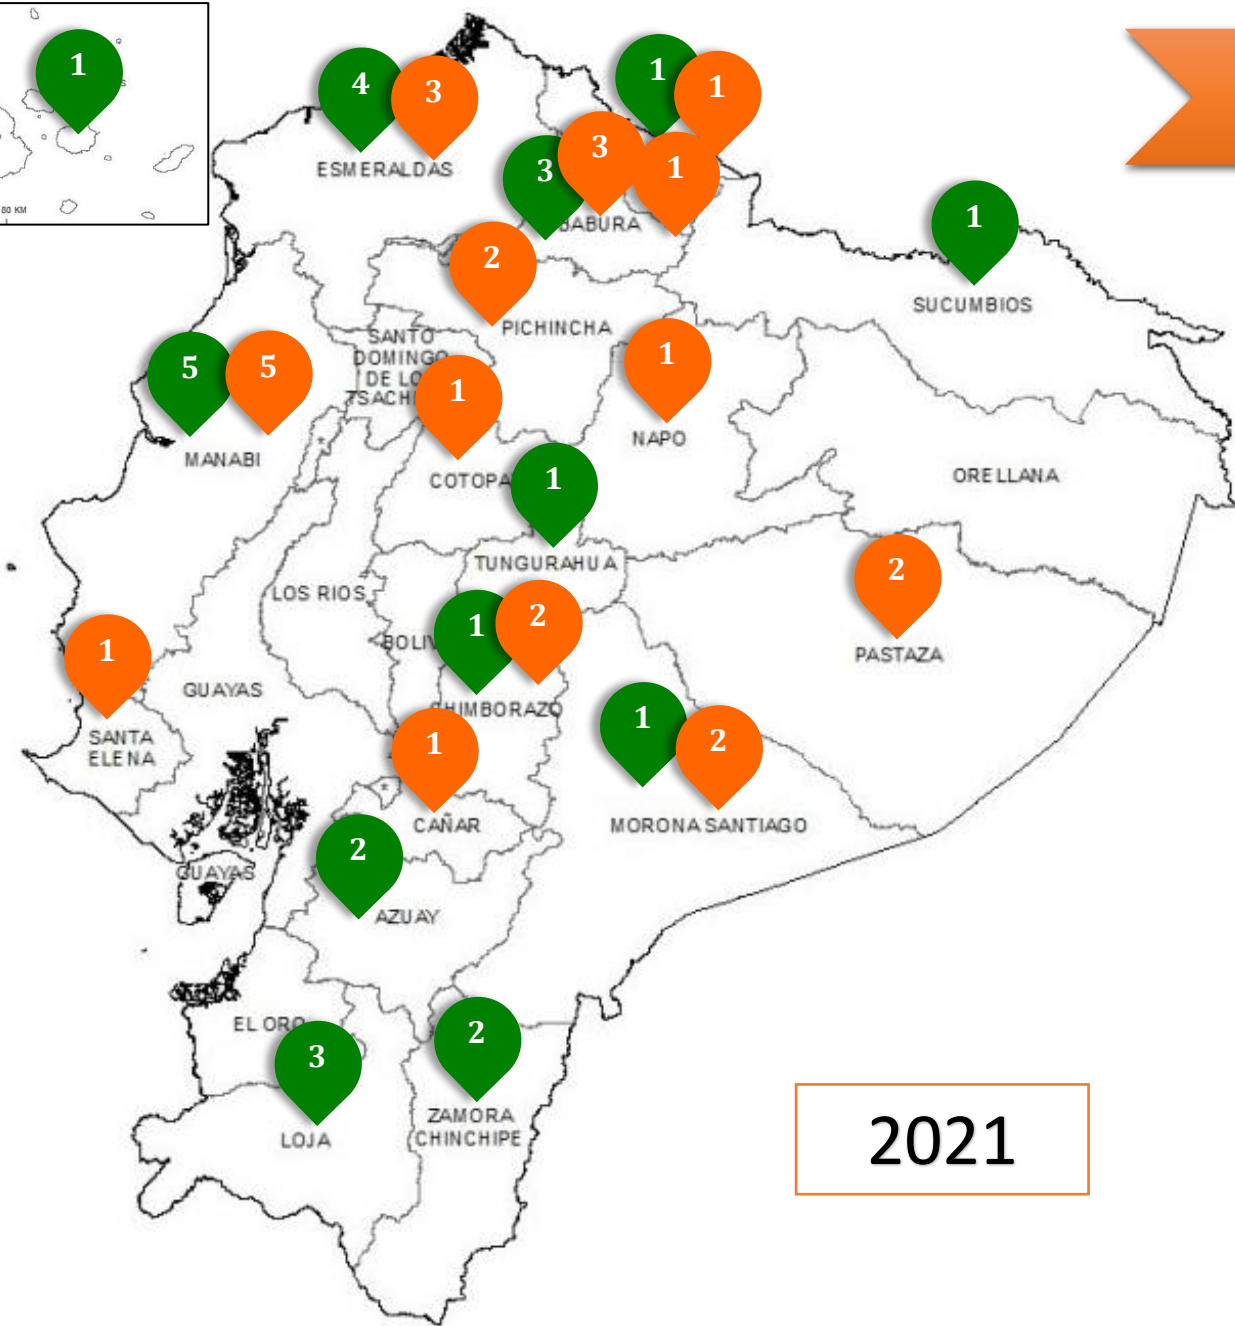 1
80 KM
4
3
ESMERALDAS
1
1
3
3
1
BABURA
1
SUCUMBIOS
2
PICHINCHA
SANTO
DOMINGO
DE LO
TSACH
5
5
MANABI
1
1
NAPO
COTOPA
1
ORELLANA
TUNGURAHUA
LOS RIOS
2
PASTAZA
1
2
BOLIV
CHIMBORAZO
1
SANTA
ELENA
GUAYAS
1
2
MORONA SANTIAGO
1
CAÑAR
2
AZUAY
GUAYAS
EL ORO
3
LOJA
2
ZAMORA
CHINCHIPE
2021